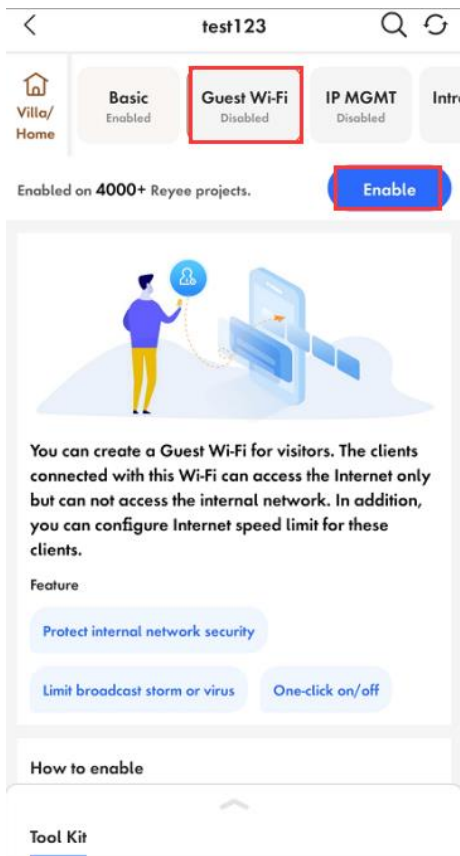 test123
Villa/
Home
Basic
Enabled
Guest Wi-Fi
Disabled
IP MGMT
Disabled
Intr
Enabled on 4000+ Reyee projects.
Enable
You can create a Guest Wi-Fi for visitors. The clients
connected with this Wi-Fi can access the Internet only
but can not access the internal network. In addition,
you can configure Internet speed limit for these
clients.
Feature
Protect internal network security
Limit broadcast storm or virus
One-click on/off
How to enable
Tool Kit